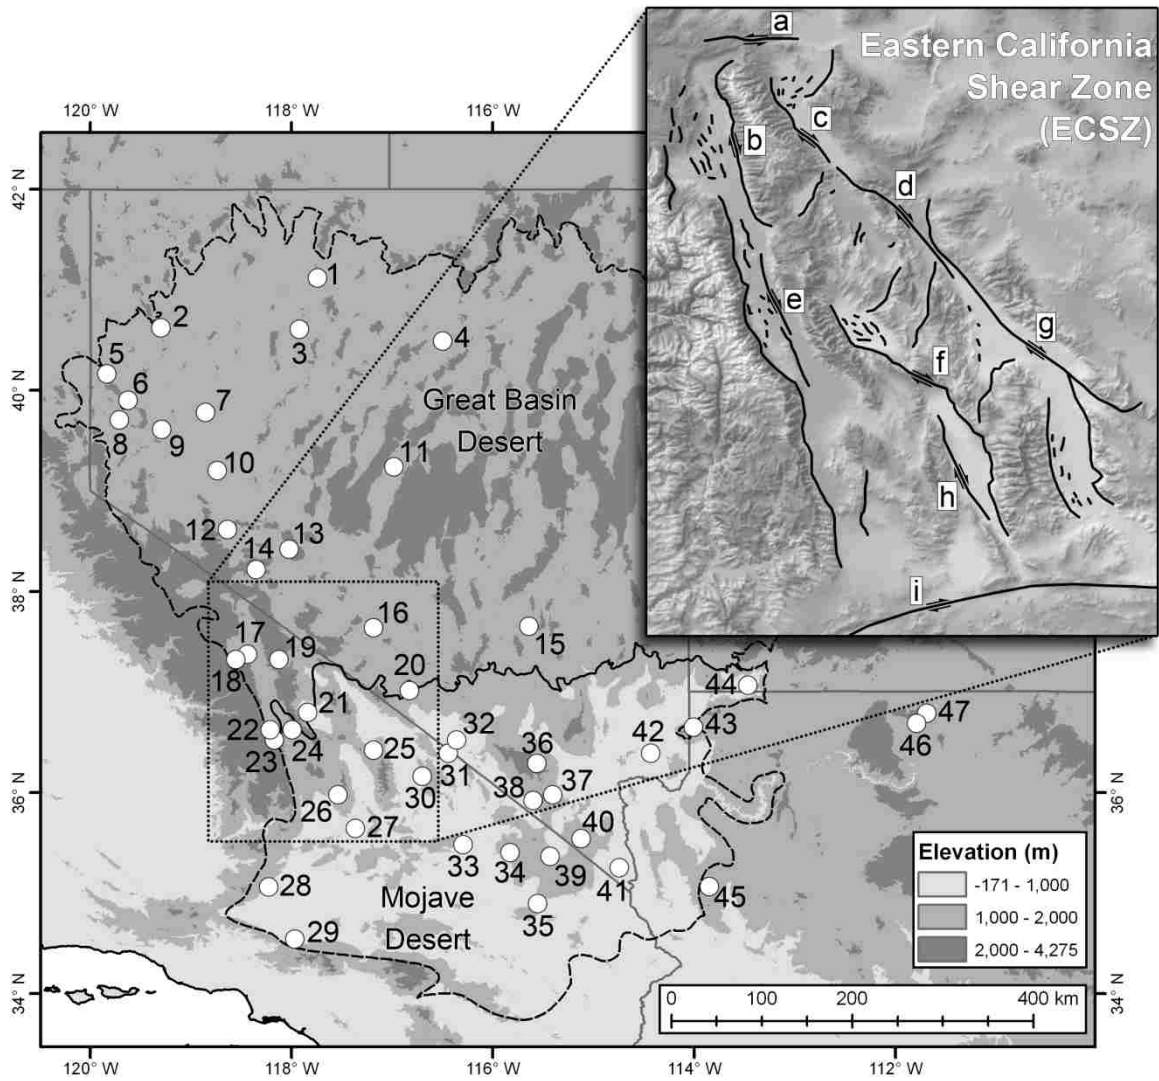 Eastern California
Shear Zone
(ECSZ)
a
b
c
d
e
f
g
h
i
120° W
118° W
116° W
42° N
40° N
38° N
36° N
34° N
1
2
3
4
5
6
7
8
9
10
11
12
13
14
15
16
17
18
19
20
21
22
23
24
25
26
27
28
29
30
31
32
33
34
35
36
37
38
39
40
41
42
43
44
45
46
47
Great Basin
Desert
Mojave
Desert
36° N
34° N
Elevation (m)
-171 - 1,000
1,000 - 2,000
2,000 - 4,275
0 100 200 400 km
120° W
118° W
116° W
114° W
112° W